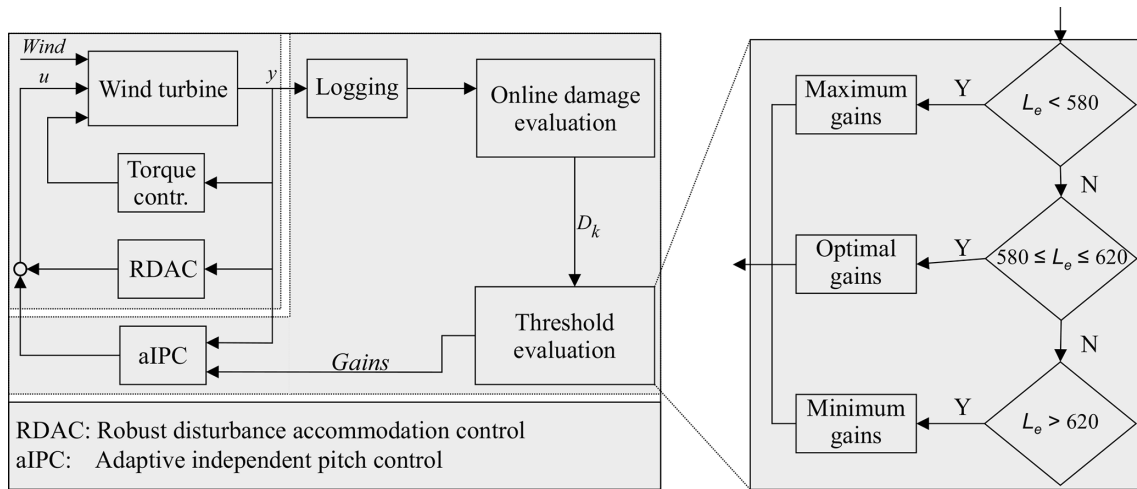 Wind
u
Wind turbine
y
Logging
Online damage
evaluation
Torque
contr.
D_k
RDAC
Threshold
evaluation
aIPC
Gains
RDAC: Robust disturbance accommodation control
aIPC: Adaptive independent pitch control
Maximum
gains
Y
L_e < 580
N
Optimal
gains
Y
580 ≤ L_e ≤ 620
N
Minimum
gains
Y
L_e > 620